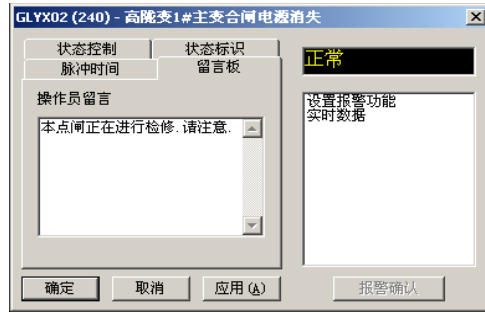 GLYX02 (240) - 高陇变1#主变合闸电源消失
状态控制
状态标识
脉冲时间
留言板
操作员留言
本点闸正在进行检修.请注意.
正常
设置报警功能
实时数据
确定
取消
应用(A)
报警确认